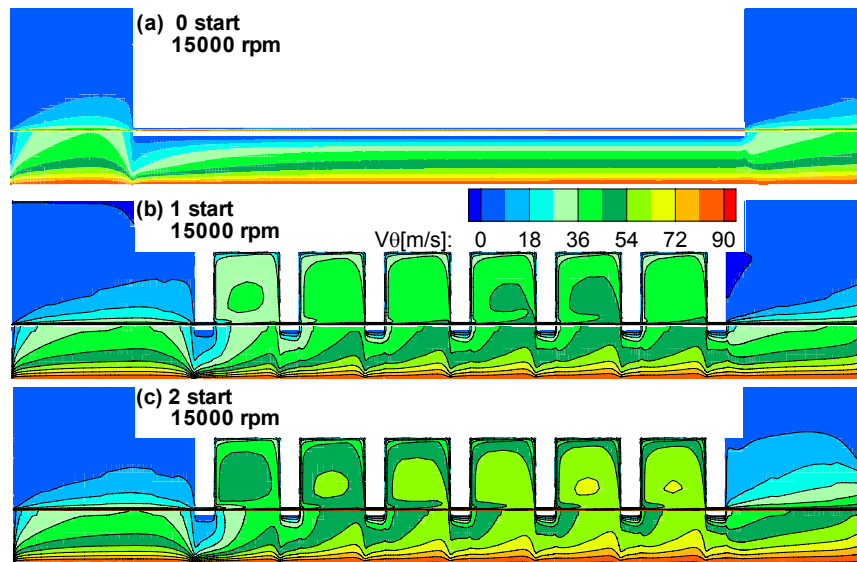 (a) 0 start
15000 rpm
(b) 1 start
15000 rpm
Vθ[m/s]: 0 18 36 54 72 90
(c) 2 start
15000 rpm